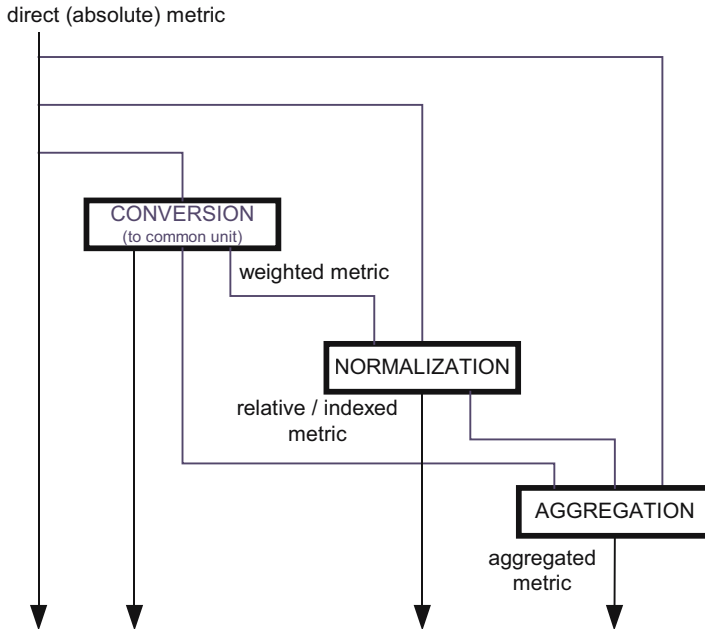 direct (absolute) metric
CONVERSION
(to common unit)
weighted metric
NORMALIZATION
relative / indexed
metric
AGGREGATION
aggregated
metric